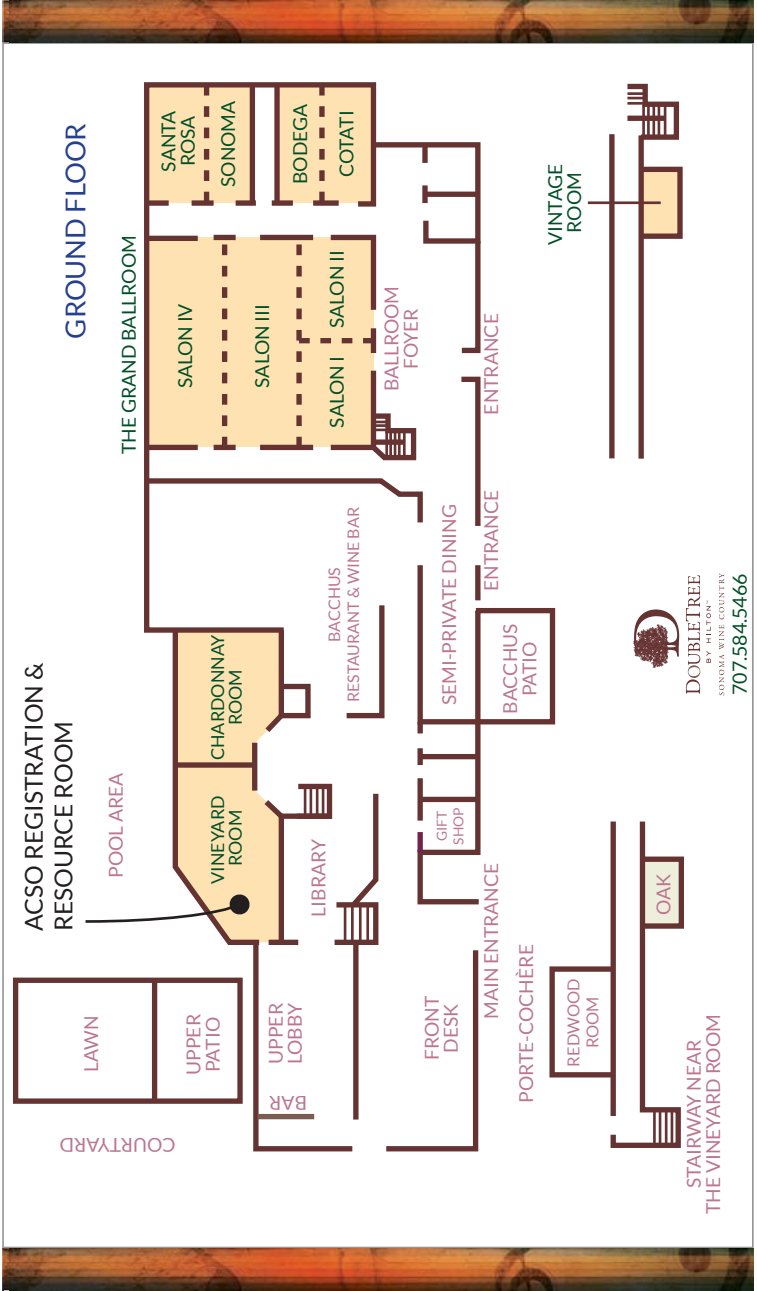 GROUND FLOOR
ACSO REGISTRATION &
RESOURCE ROOM
THE GRAND BALLROOM
SANTA
ROSA
SONOMA
BODEGA
COTATI
SALON IV
SALON III
SALON II
SALON I
BALLROOM
FOYER
ENTRANCE
ENTRANCE
VINTAGE
ROOM
CHARDONNAY
ROOM
VINEYARD
ROOM
POOL AREA
BACCHUS
RESTAURANT & WINE BAR
SEMI-PRIVATE DINING
BACCHUS
PATIO
GIFT
SHOP
LIBRARY
MAIN ENTRANCE
LAWN
UPPER
PATIO
UPPER
LOBBY
BAR
COURTYARD
FRONT
DESK
PORTE-COCHÈRE
REDWOOD
ROOM
OAK
STAIRWAY NEAR
THE VINEYARD ROOM
DOUBLETREE
BY HILTON™
SONOMA WINE COUNTRY
707.584.5466